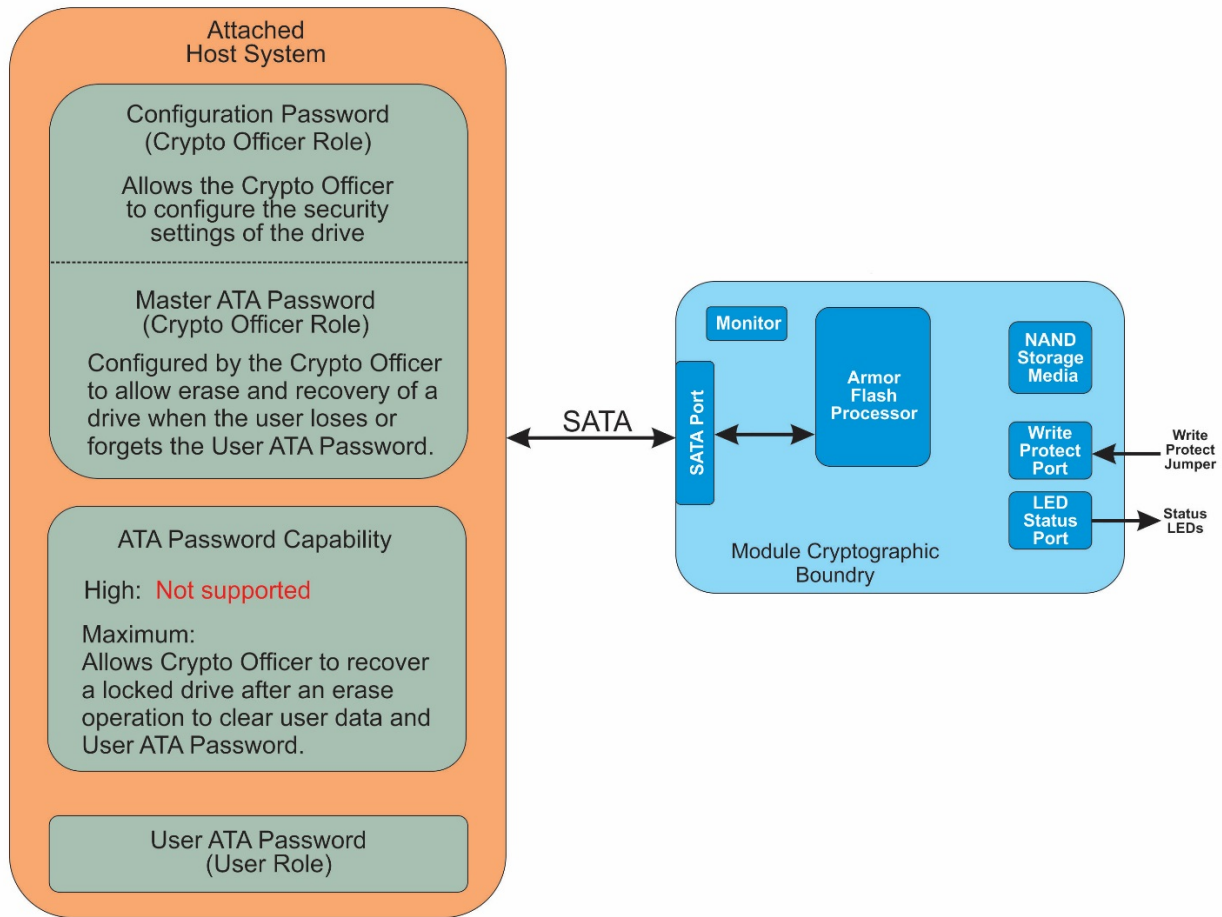 Attached
Host System
Configuration Password
(Crypto Officer Role)
Allows the Crypto Officer
to configure the security
settings of the drive
Master ATA Password
(Crypto Officer Role)
Configured by the Crypto Officer
to allow erase and recovery of a
drive when the user loses or
forgets the User ATA Password.
ATA Password Capability
High: Not supported
Maximum:
Allows Crypto Officer to recover
a locked drive after an erase
operation to clear user data and
User ATA Password.
User ATA Password
(User Role)
SATA
SATA Port
Monitor
Armor
Flash
Processor
NAND
Storage
Media
Write
Protect
Port
LED
Status
Port
Module Cryptographic
Boundry
Write
Protect
Jumper
Status
LEDs